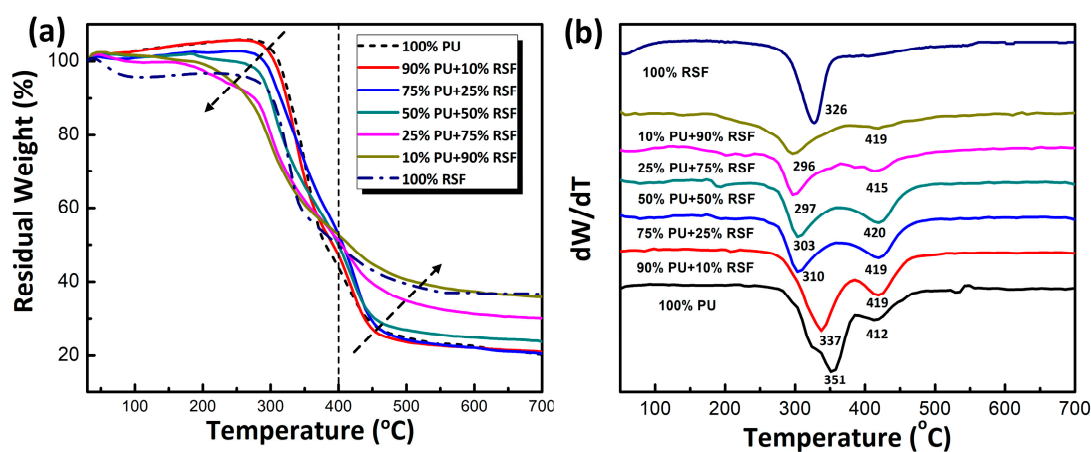 (a)
Residual Weight (%)
100
80
60
40
20
100% PU
90% PU+10% RSF
75% PU+25% RSF
50% PU+50% RSF
25% PU+75% RSF
10% PU+90% RSF
100% RSF
100 200 300 400 500 600 700
Temperature (°C)
(b)
dW/dT
100% RSF
326
10% PU+90% RSF
296
419
25% PU+75% RSF
297
415
50% PU+50% RSF
303
420
75% PU+25% RSF
310
419
90% PU+10% RSF
337
419
100% PU
351
412
100 200 300 400 500 600 700
Temperature (°C)